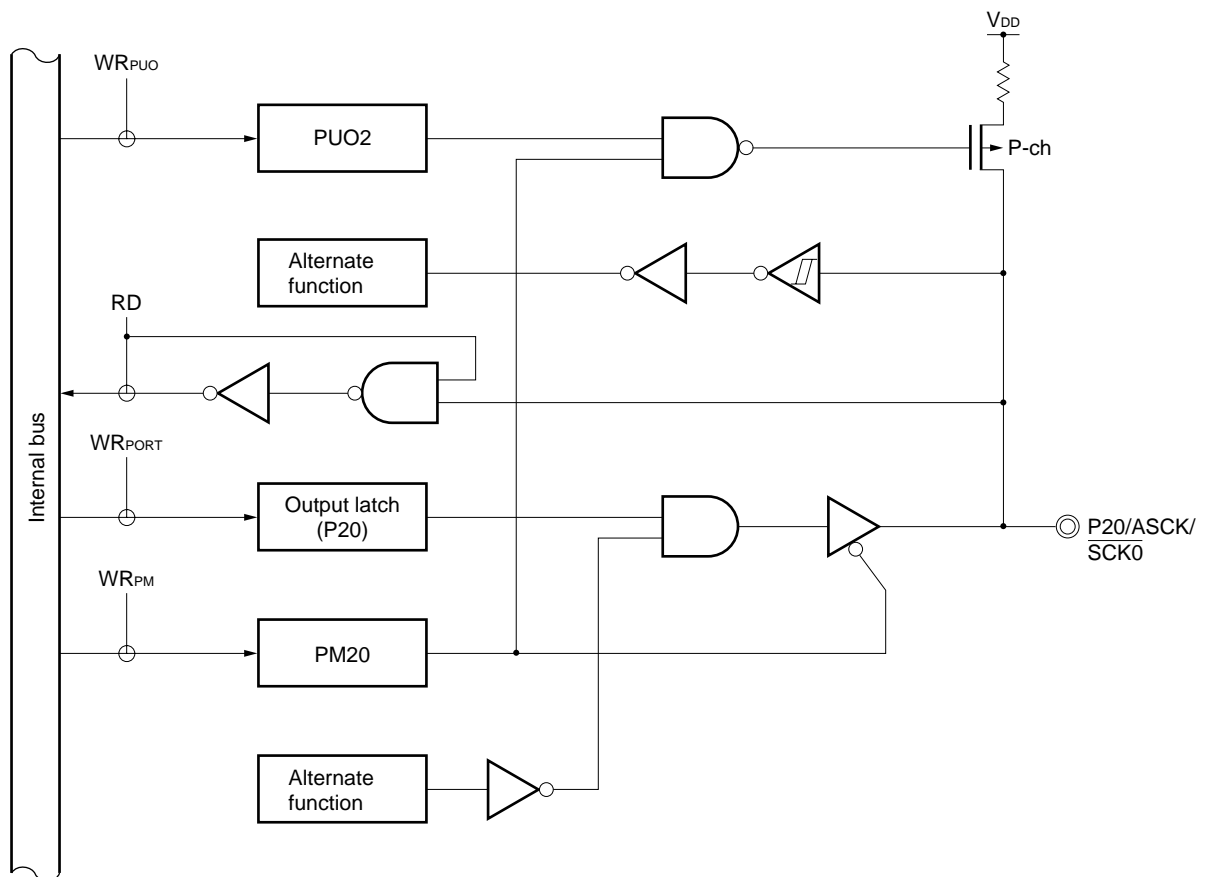 VDD
WRPUO
PUO2
P-ch
Alternate
function
RD
Internal bus
WRPORT
Output latch
(P20)
P20/ASCK/
SCK0
WRPM
PM20
Alternate
function